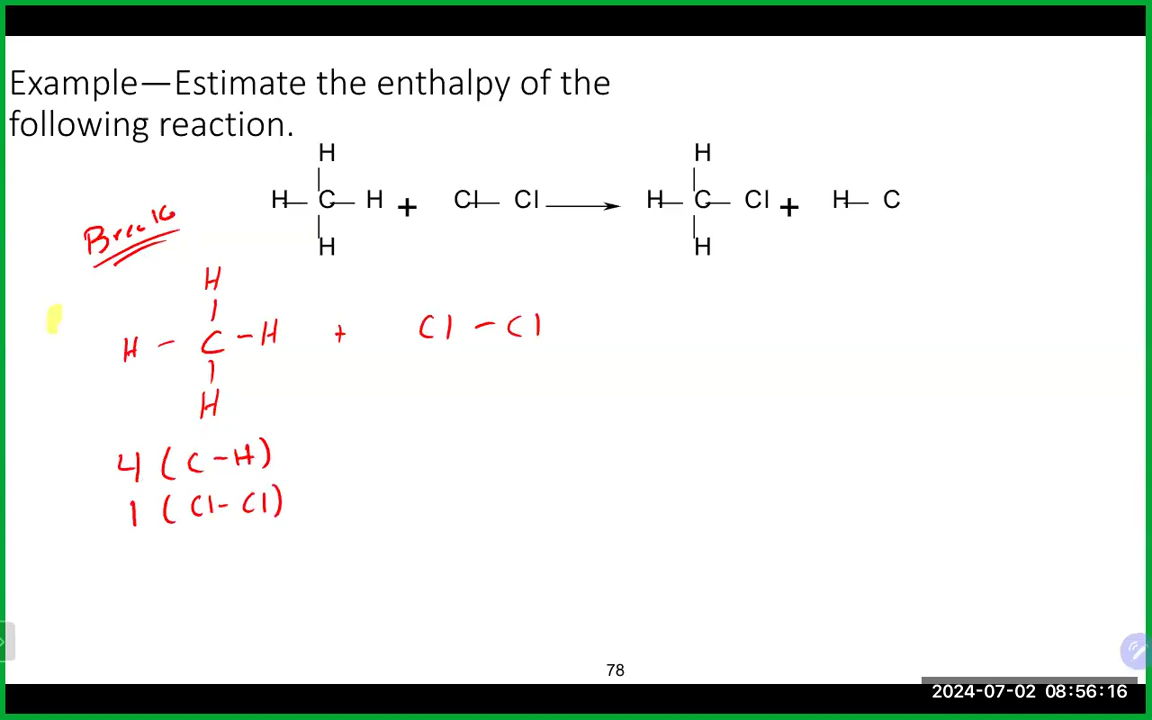 Example—Estimate the enthalpy of the
following reaction.
H H
H C H + Cl Cl H C Cl + H C
H H
Break
H
H - C - H + Cl - Cl
H
4 (C-H)
1 (Cl-Cl)
78
2024-07-02 08:56:16